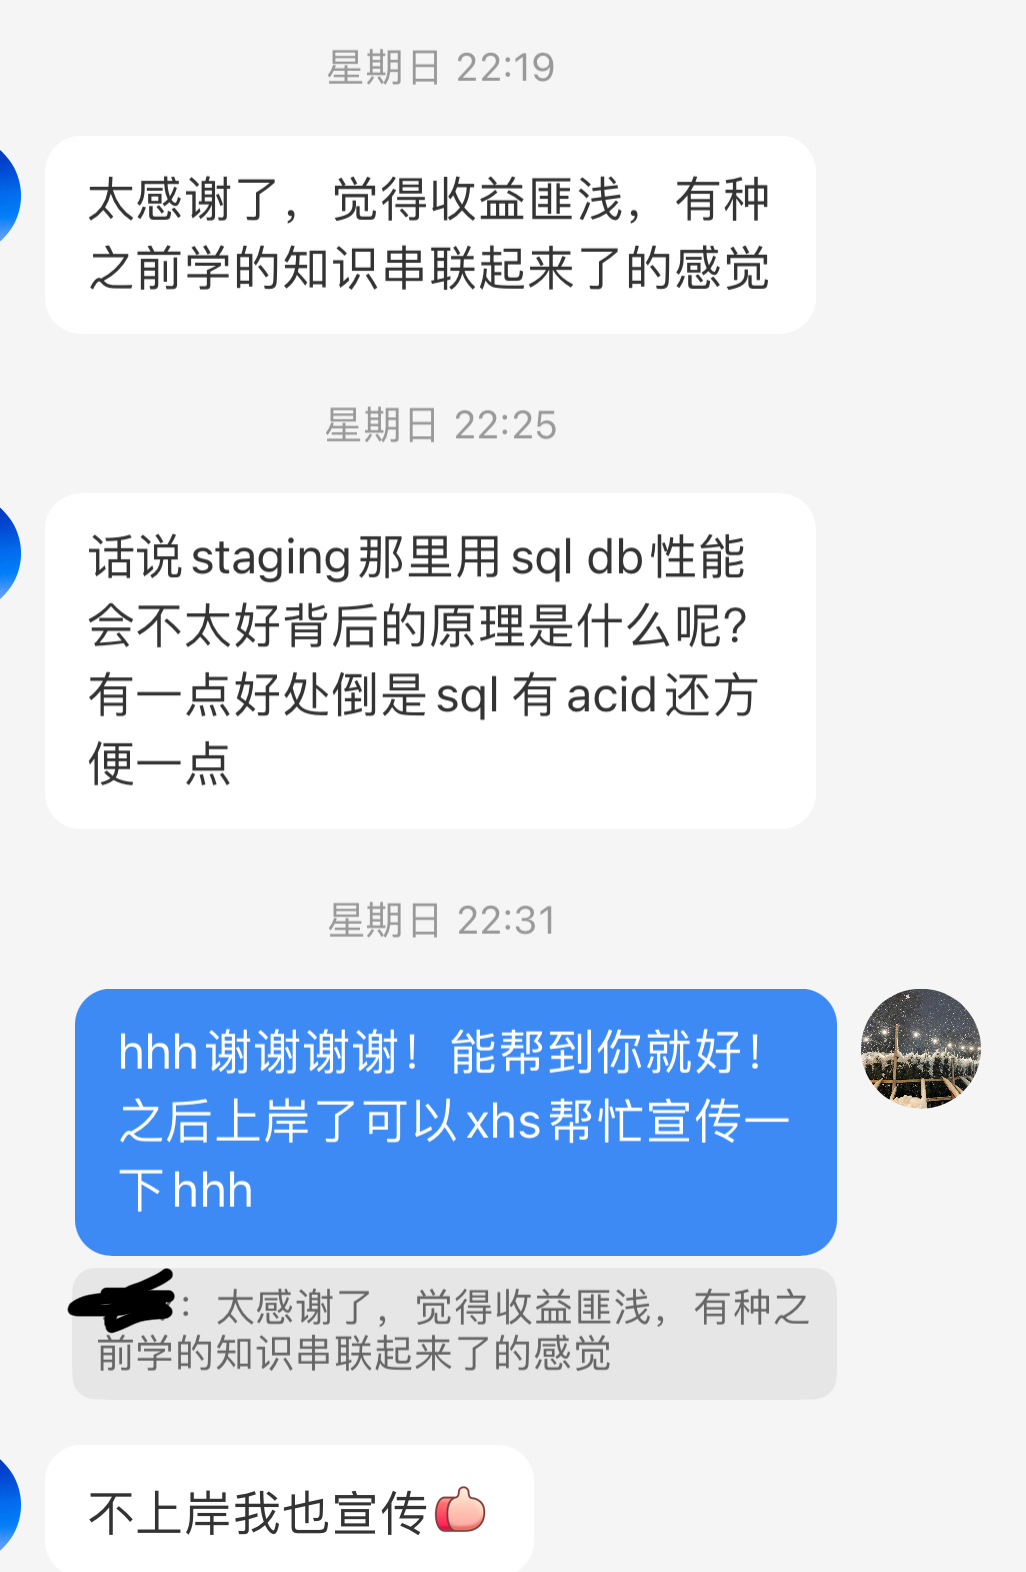 星期日 22:19
太感谢了，觉得收益匪浅，有种
之前学的知识串联起来了的感觉
星期日 22:25
话说staging那里用sql db性能
会不太好背后的原理是什么呢？
有一点好处倒是sql 有acid还方
便一点
星期日 22:31
hhh谢谢谢谢！能帮到你就好！
之后上岸了可以xhs帮忙宣传一
下hhh
：太感谢了，觉得收益匪浅，有种之
前学的知识串联起来了的感觉
不上岸我也宣传👍